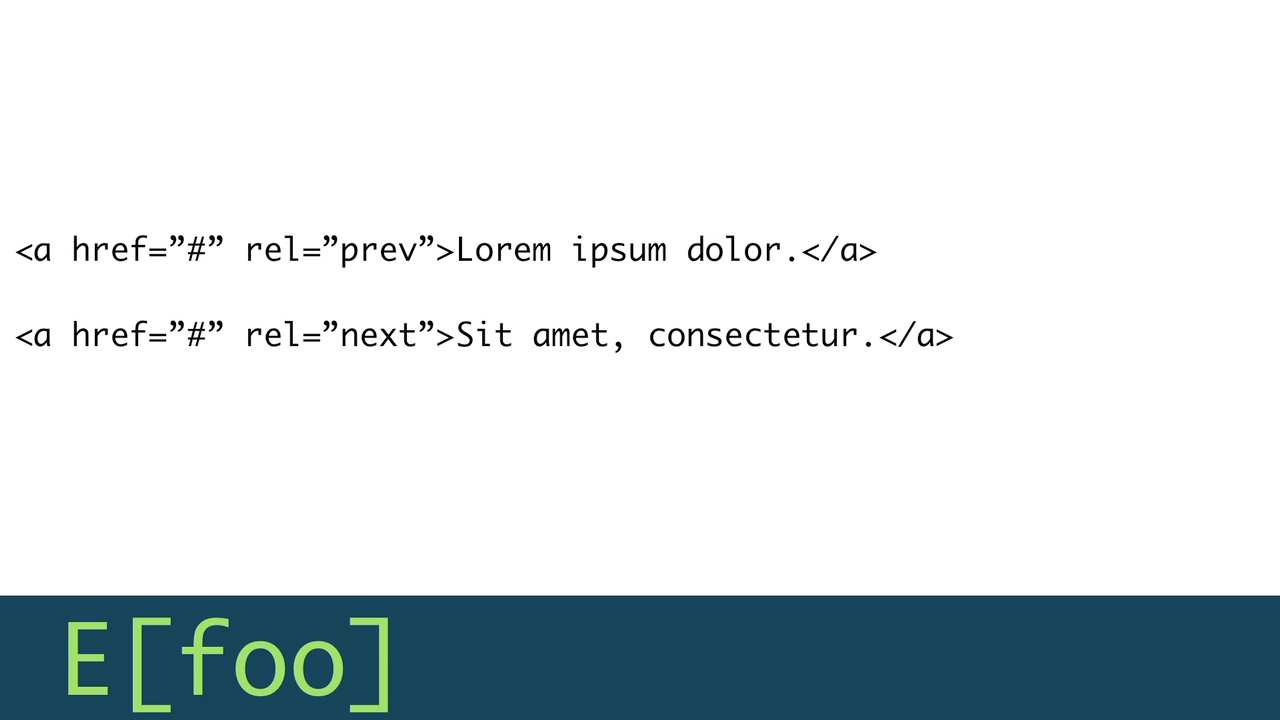 <a href=”#” rel=”prev”>Lorem ipsum dolor.</a>
<a href=”#” rel=”next”>Sit amet, consectetur.</a>
E[foo]